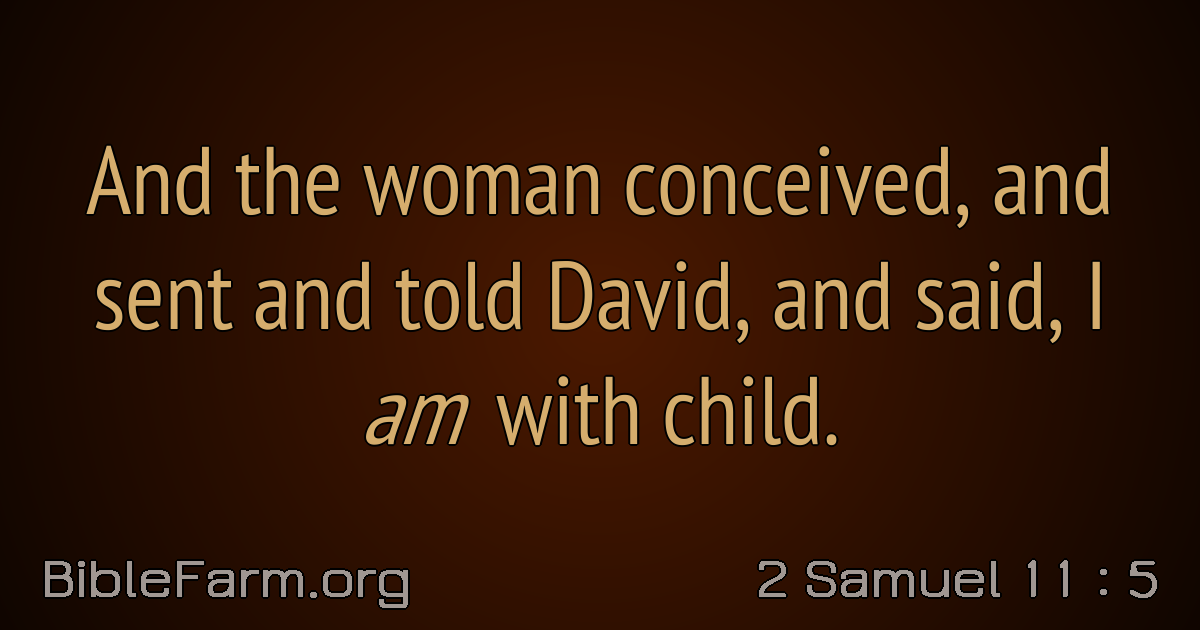 And the woman conceived, and
sent and told David, and said, I
am with child.
BibleFarm.org
2 Samuel 11 : 5